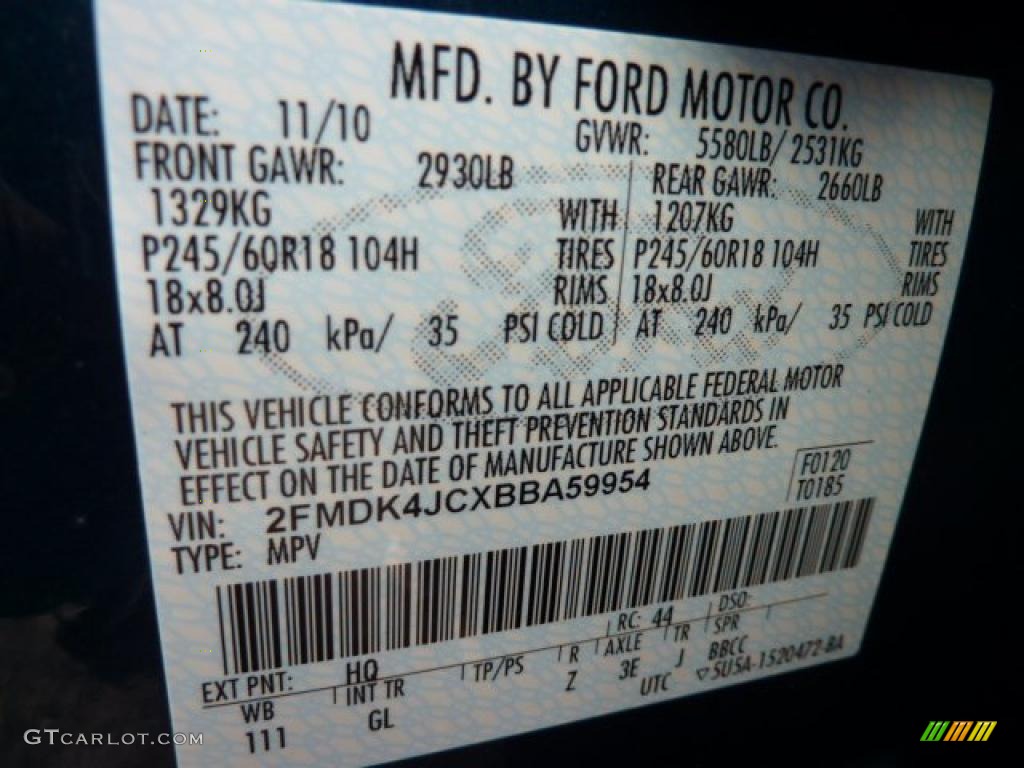 MFD. BY FORD MOTOR CO.
DATE: 11/10 GVWR: 5580LB/ 2531KG
FRONT GAWR: 2930LB REAR GAWR: 2660LB
1329KG WITH 1207KG WITH
P245/60R18 104H TIRES P245/60R18 104H TIRES
18x8.0J RIMS 18x8.0J RIMS
AT 240 kPa/ 35 PSI COLD AT 240 kPa/ 35 PSI COLD
THIS VEHICLE CONFORMS TO ALL APPLICABLE FEDERAL MOTOR
VEHICLE SAFETY AND THEFT PREVENTION STANDARDS IN
EFFECT ON THE DATE OF MANUFACTURE SHOWN ABOVE.
VIN: 2FMDK4JCXBBA59954 F0120
TYPE: MPV T0185
EXT PNT: HQ RC: 44 DSO:
WB INT TR TP/PS R AXLE TR SPR
111 GL Z 3E J BBCC
UTC 5U5A-1520472-BA
GTCARLOT.COM